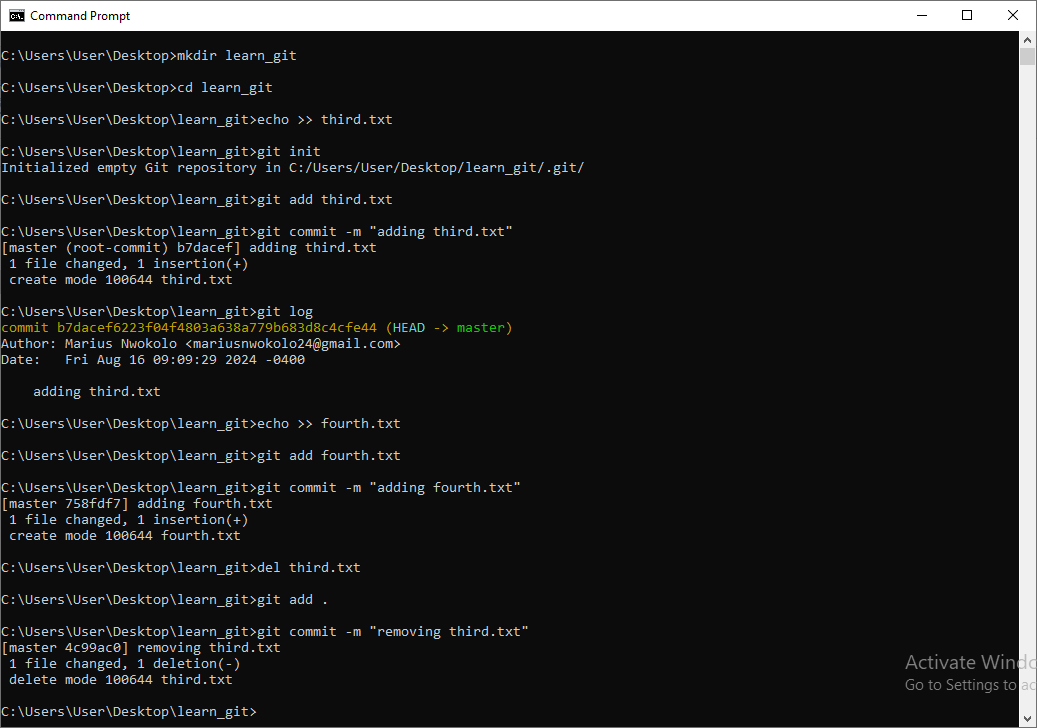 Command Prompt
C:\Users\User\Desktop>mkdir learn_git
C:\Users\User\Desktop>cd learn_git
C:\Users\User\Desktop\learn_git>echo >> third.txt
C:\Users\User\Desktop\learn_git>git init
Initialized empty Git repository in C:/Users/User/Desktop/learn_git/.git/
C:\Users\User\Desktop\learn_git>git add third.txt
C:\Users\User\Desktop\learn_git>git commit -m "adding third.txt"
[master (root-commit) b7dacef] adding third.txt
 1 file changed, 1 insertion(+)
 create mode 100644 third.txt
C:\Users\User\Desktop\learn_git>git log
commit b7dacef6223f04f4803a638a779b683d8c4cfe44 (HEAD -> master)
Author: Marius Nwokolo <mariusnwokolo24@gmail.com>
Date:   Fri Aug 16 09:09:29 2024 -0400
    adding third.txt
C:\Users\User\Desktop\learn_git>echo >> fourth.txt
C:\Users\User\Desktop\learn_git>git add fourth.txt
C:\Users\User\Desktop\learn_git>git commit -m "adding fourth.txt"
[master 758fdf7] adding fourth.txt
 1 file changed, 1 insertion(+)
 create mode 100644 fourth.txt
C:\Users\User\Desktop\learn_git>del third.txt
C:\Users\User\Desktop\learn_git>git add .
C:\Users\User\Desktop\learn_git>git commit -m "removing third.txt"
[master 4c99ac0] removing third.txt
 1 file changed, 1 deletion(-)
 delete mode 100644 third.txt
C:\Users\User\Desktop\learn_git>
Activate Windo
Go to Settings to ac